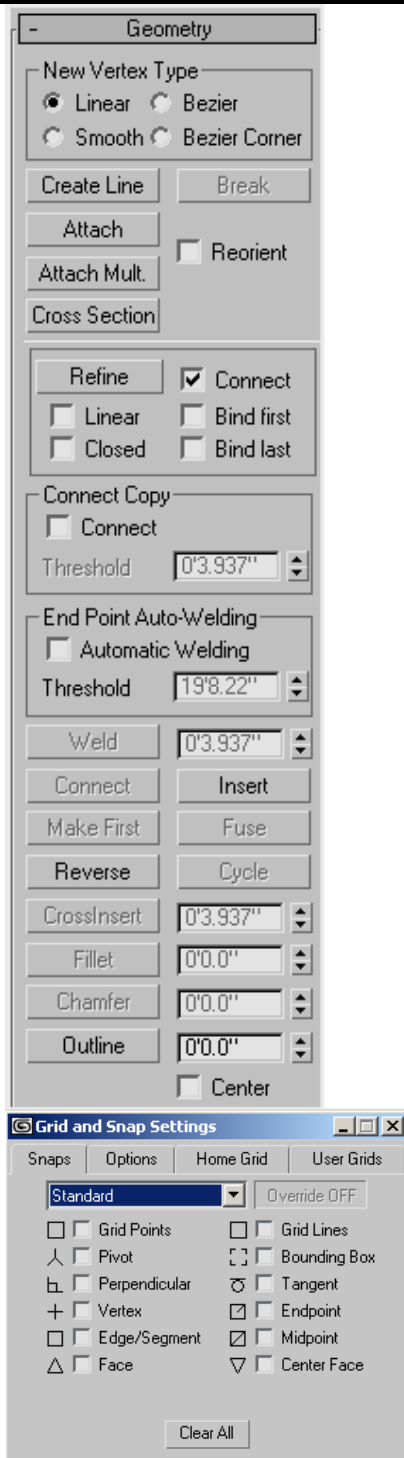 - Geometry
New Vertex Type
Linear Bezier
Smooth Bezier Corner
Create Line Break
Attach
Reorient
Attach Mult.
Cross Section
Refine Connect
Linear Bind first
Closed Bind last
Connect Copy
Connect
Threshold 0'3.937"
End Point Auto-Welding
Automatic Welding
Threshold 19'8.22"
Weld 0'3.937"
Connect Insert
Make First Fuse
Reverse Cycle
CrossInsert 0'3.937"
Fillet 0'0.0"
Chamfer 0'0.0"
Outline 0'0.0"
Center
Grid and Snap Settings
Snaps Options Home Grid User Grids
Standard Override OFF
Grid Points Grid Lines
Pivot Bounding Box
Perpendicular Tangent
Vertex Endpoint
Edge/Segment Midpoint
Face Center Face
Clear All